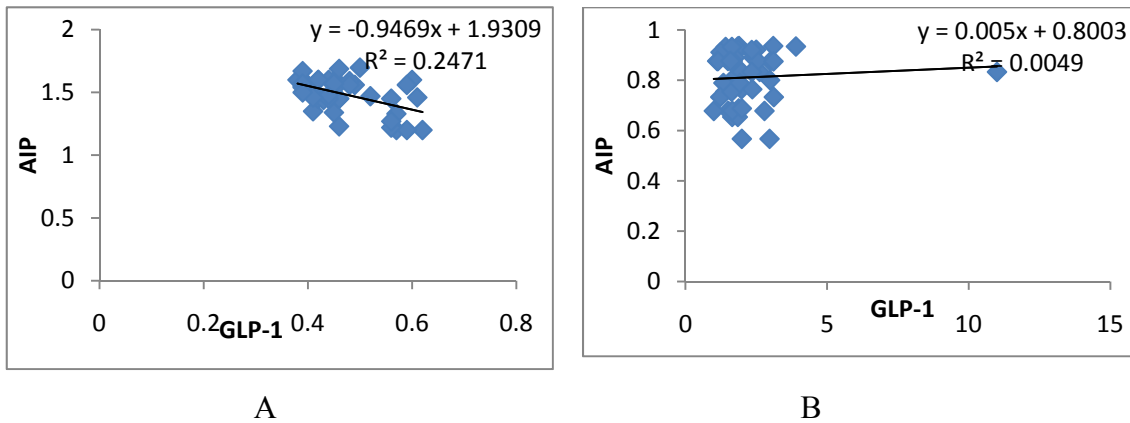 y = -0.9469x + 1.9309
R² = 0.2471
2
1.5
1
0.5
0
AIP
0 0.2 0.4 0.6 0.8
GLP-1
A
y = 0.005x + 0.8003
R² = 0.0049
1
0.8
0.6
0.4
0.2
0
AIP
0 5 10 15
GLP-1
B